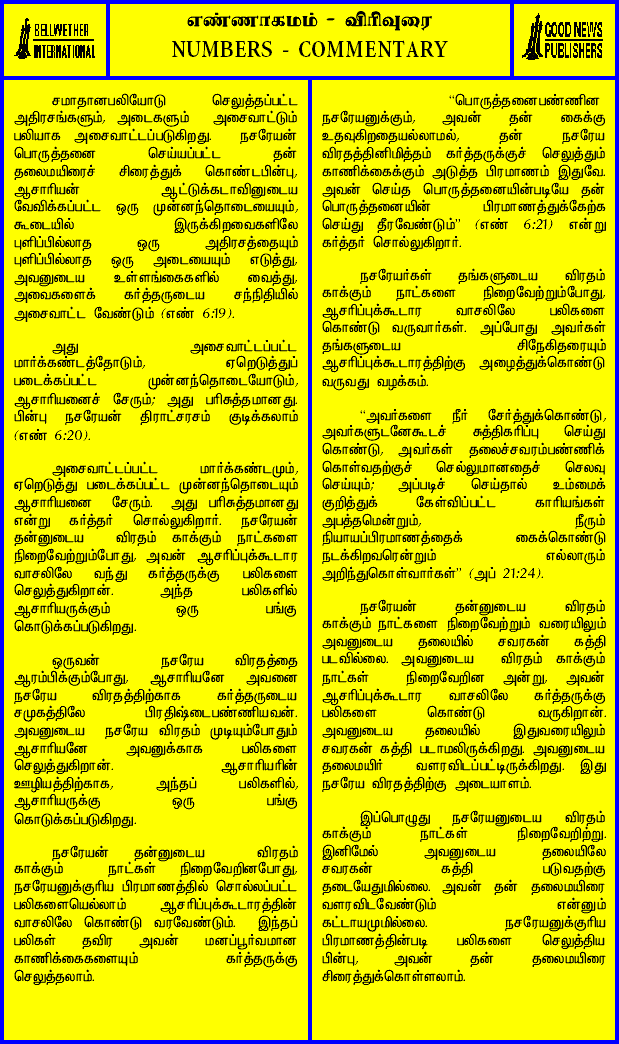 BELLWETHER
INTERNATIONAL
எண்ணாகமம் - விரிவுரை
NUMBERS - COMMENTARY
GOOD NEWS
PUBLISHERS
சமாதானபலியோடு செலுத்தப்பட்ட
அதிரசங்களும், அடைகளும் அசைவாட்டும்
பலியாக அசைவாட்டப்படுகிறது. நசரேயன்
பொருத்தனை செய்யப்பட்ட தன்
தலைமயிரைச் சிரைத்துக் கொண்டபின்பு,
ஆசாரியன் ஆட்டுக்கடாவினுடைய
வேவிக்கப்பட்ட ஒரு முன்னந்தொடையையும்,
கூடையில் இருக்கிறவைகளிலே
புளிப்பில்லாத ஒரு அதிரசத்தையும்
புளிப்பில்லாத ஒரு அடையையும் எடுத்து,
அவனுடைய உள்ளங்கைகளில் வைத்து,
அவைகளைக் கர்த்தருடைய சந்நிதியில்
அசைவாட்ட வேண்டும் (எண் 6:19).
அது அசைவாட்டப்பட்ட
மார்க்கண்டத்தோடும், ஏறெடுத்துப்
படைக்கப்பட்ட முன்னந்தொடையோடும்,
ஆசாரியனைச் சேரும்; அது பரிசுத்தமானது.
பின்பு நசரேயன் திராட்சரசம் குடிக்கலாம்
(எண் 6:20).
அசைவாட்டப்பட்ட மார்க்கண்டமும்,
ஏறெடுத்து படைக்கப்பட்ட முன்னந்தொடையும்
ஆசாரியனை சேரும். அது பரிசுத்தமானது
என்று கர்த்தர் சொல்லுகிறார். நசரேயன்
தன்னுடைய விரதம் காக்கும் நாட்களை
நிறைவேற்றும்போது, அவன் ஆசரிப்புக்கூடார
வாசலிலே வந்து கர்த்தருக்கு பலிகளை
செலுத்துகிறான். அந்த பலிகளில்
ஆசாரியருக்கும் ஒரு பங்கு
கொடுக்கப்படுகிறது.
ஒருவன் நசரேய விரதத்தை
ஆரம்பிக்கும்போது, ஆசாரியனே அவனை
நசரேய விரதத்திற்காக கர்த்தருடைய
சமுகத்திலே பிரதிஷ்டைபண்ணியவன்.
அவனுடைய நசரேய விரதம் முடியும்போதும்
ஆசாரியனே அவனுக்காக பலிகளை
செலுத்துகிறான். ஆசாரியரின்
ஊழியத்திற்காக, அந்தப் பலிகளில்,
ஆசாரியருக்கு ஒரு பங்கு
கொடுக்கப்படுகிறது.
நசரேயன் தன்னுடைய விரதம்
காக்கும் நாட்கள் நிறைவேறினபோது,
நசரேயனுக்குரிய பிரமாணத்தில் சொல்லப்பட்ட
பலிகளையெல்லாம் ஆசரிப்புக்கூடாரத்தின்
வாசலிலே கொண்டு வரவேண்டும். இந்தப்
பலிகள் தவிர அவன் மனப்பூர்வமான
காணிக்கைகளையும் கர்த்தருக்கு
செலுத்தலாம்.
“பொருத்தனைபண்ணின
நசரேயனுக்கும், அவன் தன் கைக்கு
உதவுகிறதையல்லாமல், தன் நசரேய
விரதத்தினிமித்தம் கர்த்தருக்குச் செலுத்தும்
காணிக்கைக்கும் அடுத்த பிரமாணம் இதுவே.
அவன் செய்த பொருத்தனையின்படியே தன்
பொருத்தனையின் பிரமாணத்துக்கேற்க
செய்து தீரவேண்டும்” (எண் 6:21) என்று
கர்த்தர் சொல்லுகிறார்.
நசரேயர்கள் தங்களுடைய விரதம்
காக்கும் நாட்களை நிறைவேற்றும்போது,
ஆசரிப்புக்கூடார வாசலிலே பலிகளை
கொண்டு வருவார்கள். அப்போது அவர்கள்
தங்களுடைய சிநேகிதரையும்
ஆசரிப்புக்கூடாரத்திற்கு அழைத்துக்கொண்டு
வருவது வழக்கம்.
“அவர்களை நீர் சேர்த்துக்கொண்டு,
அவர்களுடனேகூடச் சுத்திகரிப்பு செய்து
கொண்டு, அவர்கள் தலைச்சவரம்பண்ணிக்
கொள்வதற்குச் செல்லுமானதைச் செலவு
செய்யும்; அப்படிச் செய்தால் உம்மைக்
குறித்துக் கேள்விப்பட்ட காரியங்கள்
அபத்தமென்றும், நீரும்
நியாயப்பிரமாணத்தைக் கைக்கொண்டு
நடக்கிறவரென்றும் எல்லாரும்
அறிந்துகொள்வார்கள்” (அப் 21:24).
நசரேயன் தன்னுடைய விரதம்
காக்கும் நாட்களை நிறைவேற்றும் வரையிலும்
அவனுடைய தலையில் சவரகன் கத்தி
படவில்லை. அவனுடைய விரதம் காக்கும்
நாட்கள் நிறைவேறின அன்று, அவன்
ஆசரிப்புக்கூடார வாசலிலே கர்த்தருக்கு
பலிகளை கொண்டு வருகிறான்.
அவனுடைய தலையில் இதுவரையிலும்
சவரகன் கத்தி படாமலிருக்கிறது. அவனுடைய
தலைமயிர் வளரவிடப்பட்டிருக்கிறது. இது
நசரேய விரதத்திற்கு அடையாளம்.
இப்பொழுது நசரேயனுடைய விரதம்
காக்கும் நாட்கள் நிறைவேறிற்று.
இனிமேல் அவனுடைய தலையிலே
சவரகன் கத்தி படுவதற்கு
தடையேதுமில்லை. அவன் தன் தலைமயிரை
வளரவிடவேண்டும் என்னும்
கட்டாயமுமில்லை. நசரேயனுக்குரிய
பிரமாணத்தின்படி பலிகளை செலுத்திய
பின்பு, அவன் தன் தலைமயிரை
சிரைத்துக்கொள்ளலாம்.